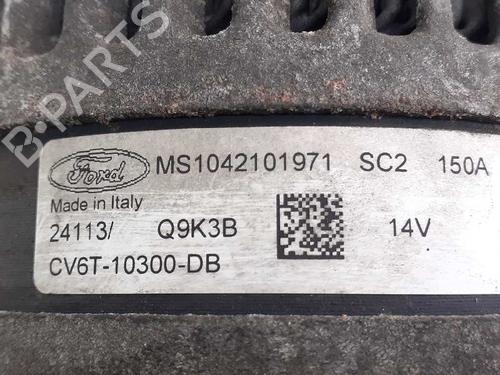 B-PARTS
Ford MS1042101971 SC2 150A
Made in Italy
24113/ Q9K3B 14V
CV6T-10300-DB